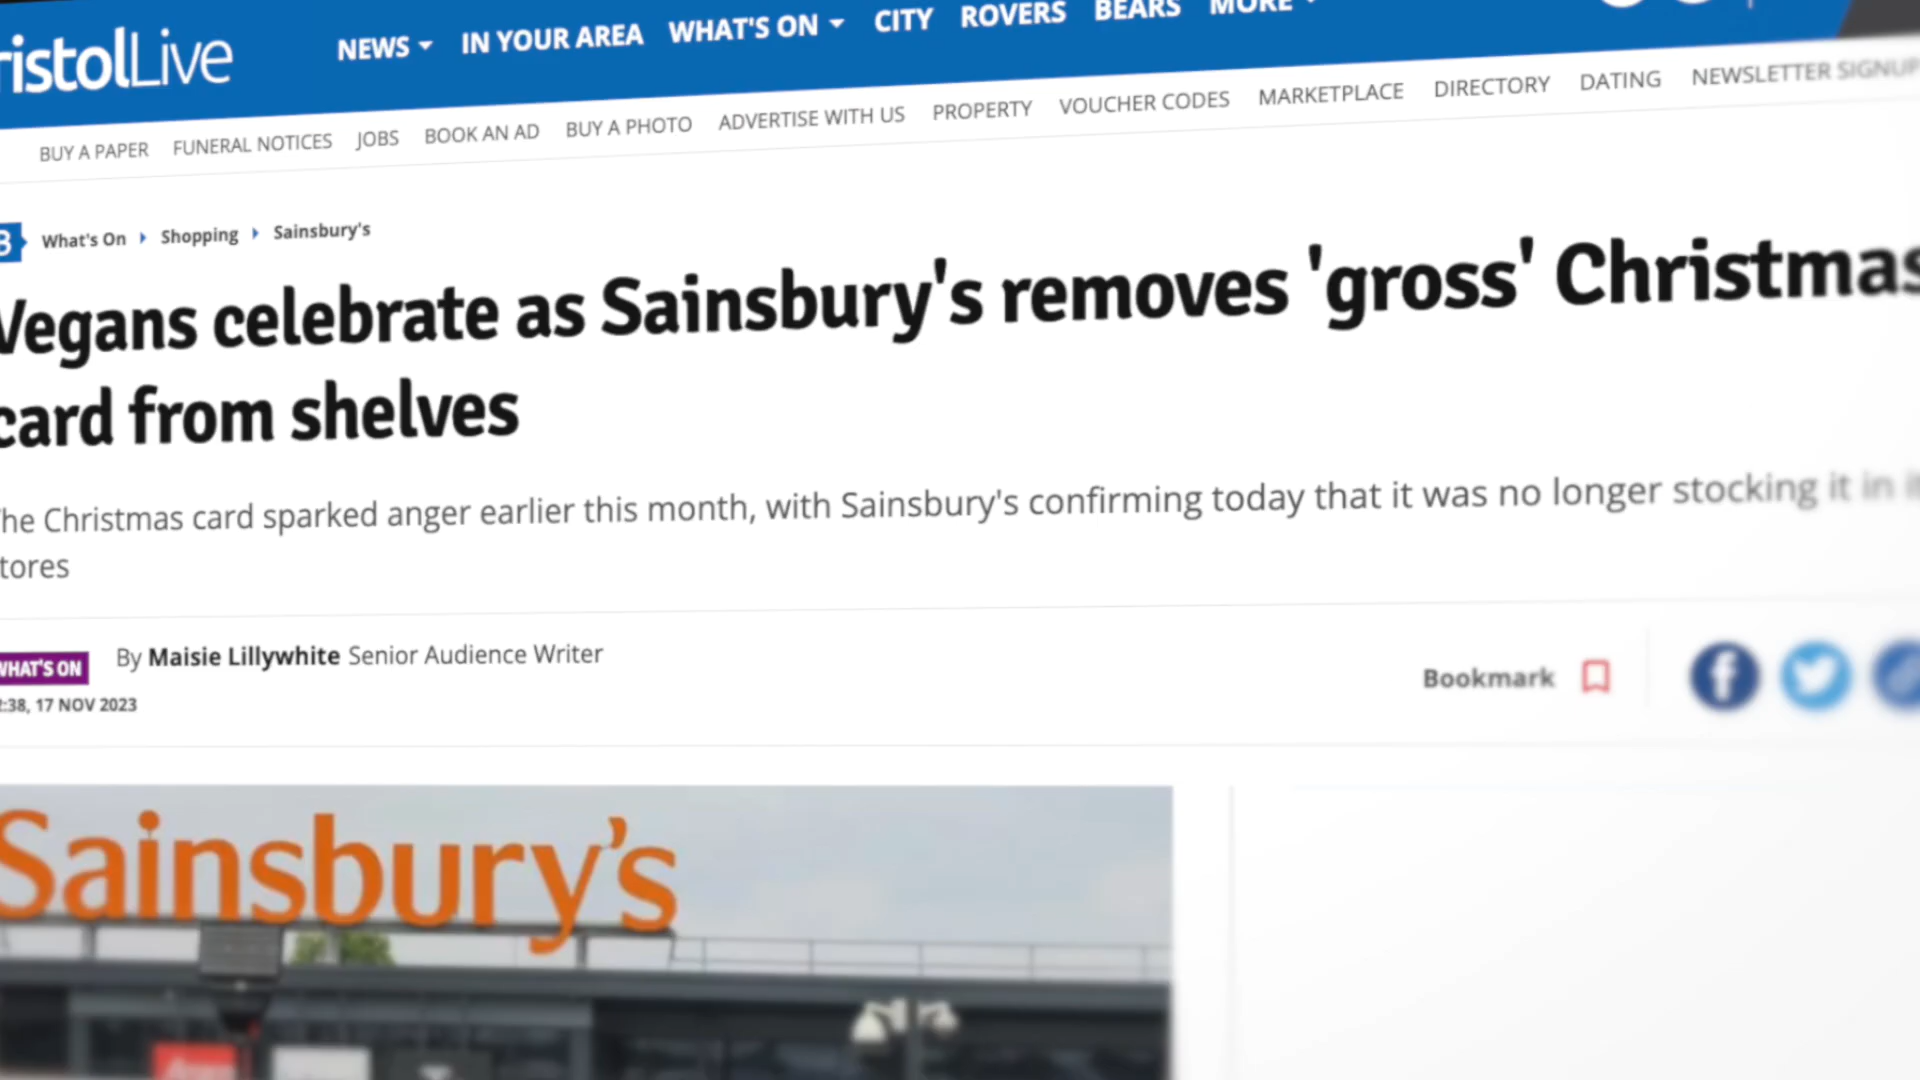 ristolLive
NEWS IN YOUR AREA WHAT'S ON CITY ROVERS BEARS MORE
BUY A PAPER FUNERAL NOTICES JOBS BOOK AN AD BUY A PHOTO ADVERTISE WITH US PROPERTY VOUCHER CODES MARKETPLACE DIRECTORY DATING NEWSLETTER SIGNUP
B What's On Shopping Sainsbury's
Vegans celebrate as Sainsbury's removes 'gross' Christmas
card from shelves
he Christmas card sparked anger earlier this month, with Sainsbury's confirming today that it was no longer stocking it in
tores
WHAT'S ON By Maisie Lillywhite Senior Audience Writer
:38, 17 NOV 2023
Bookmark
Sainsbury's